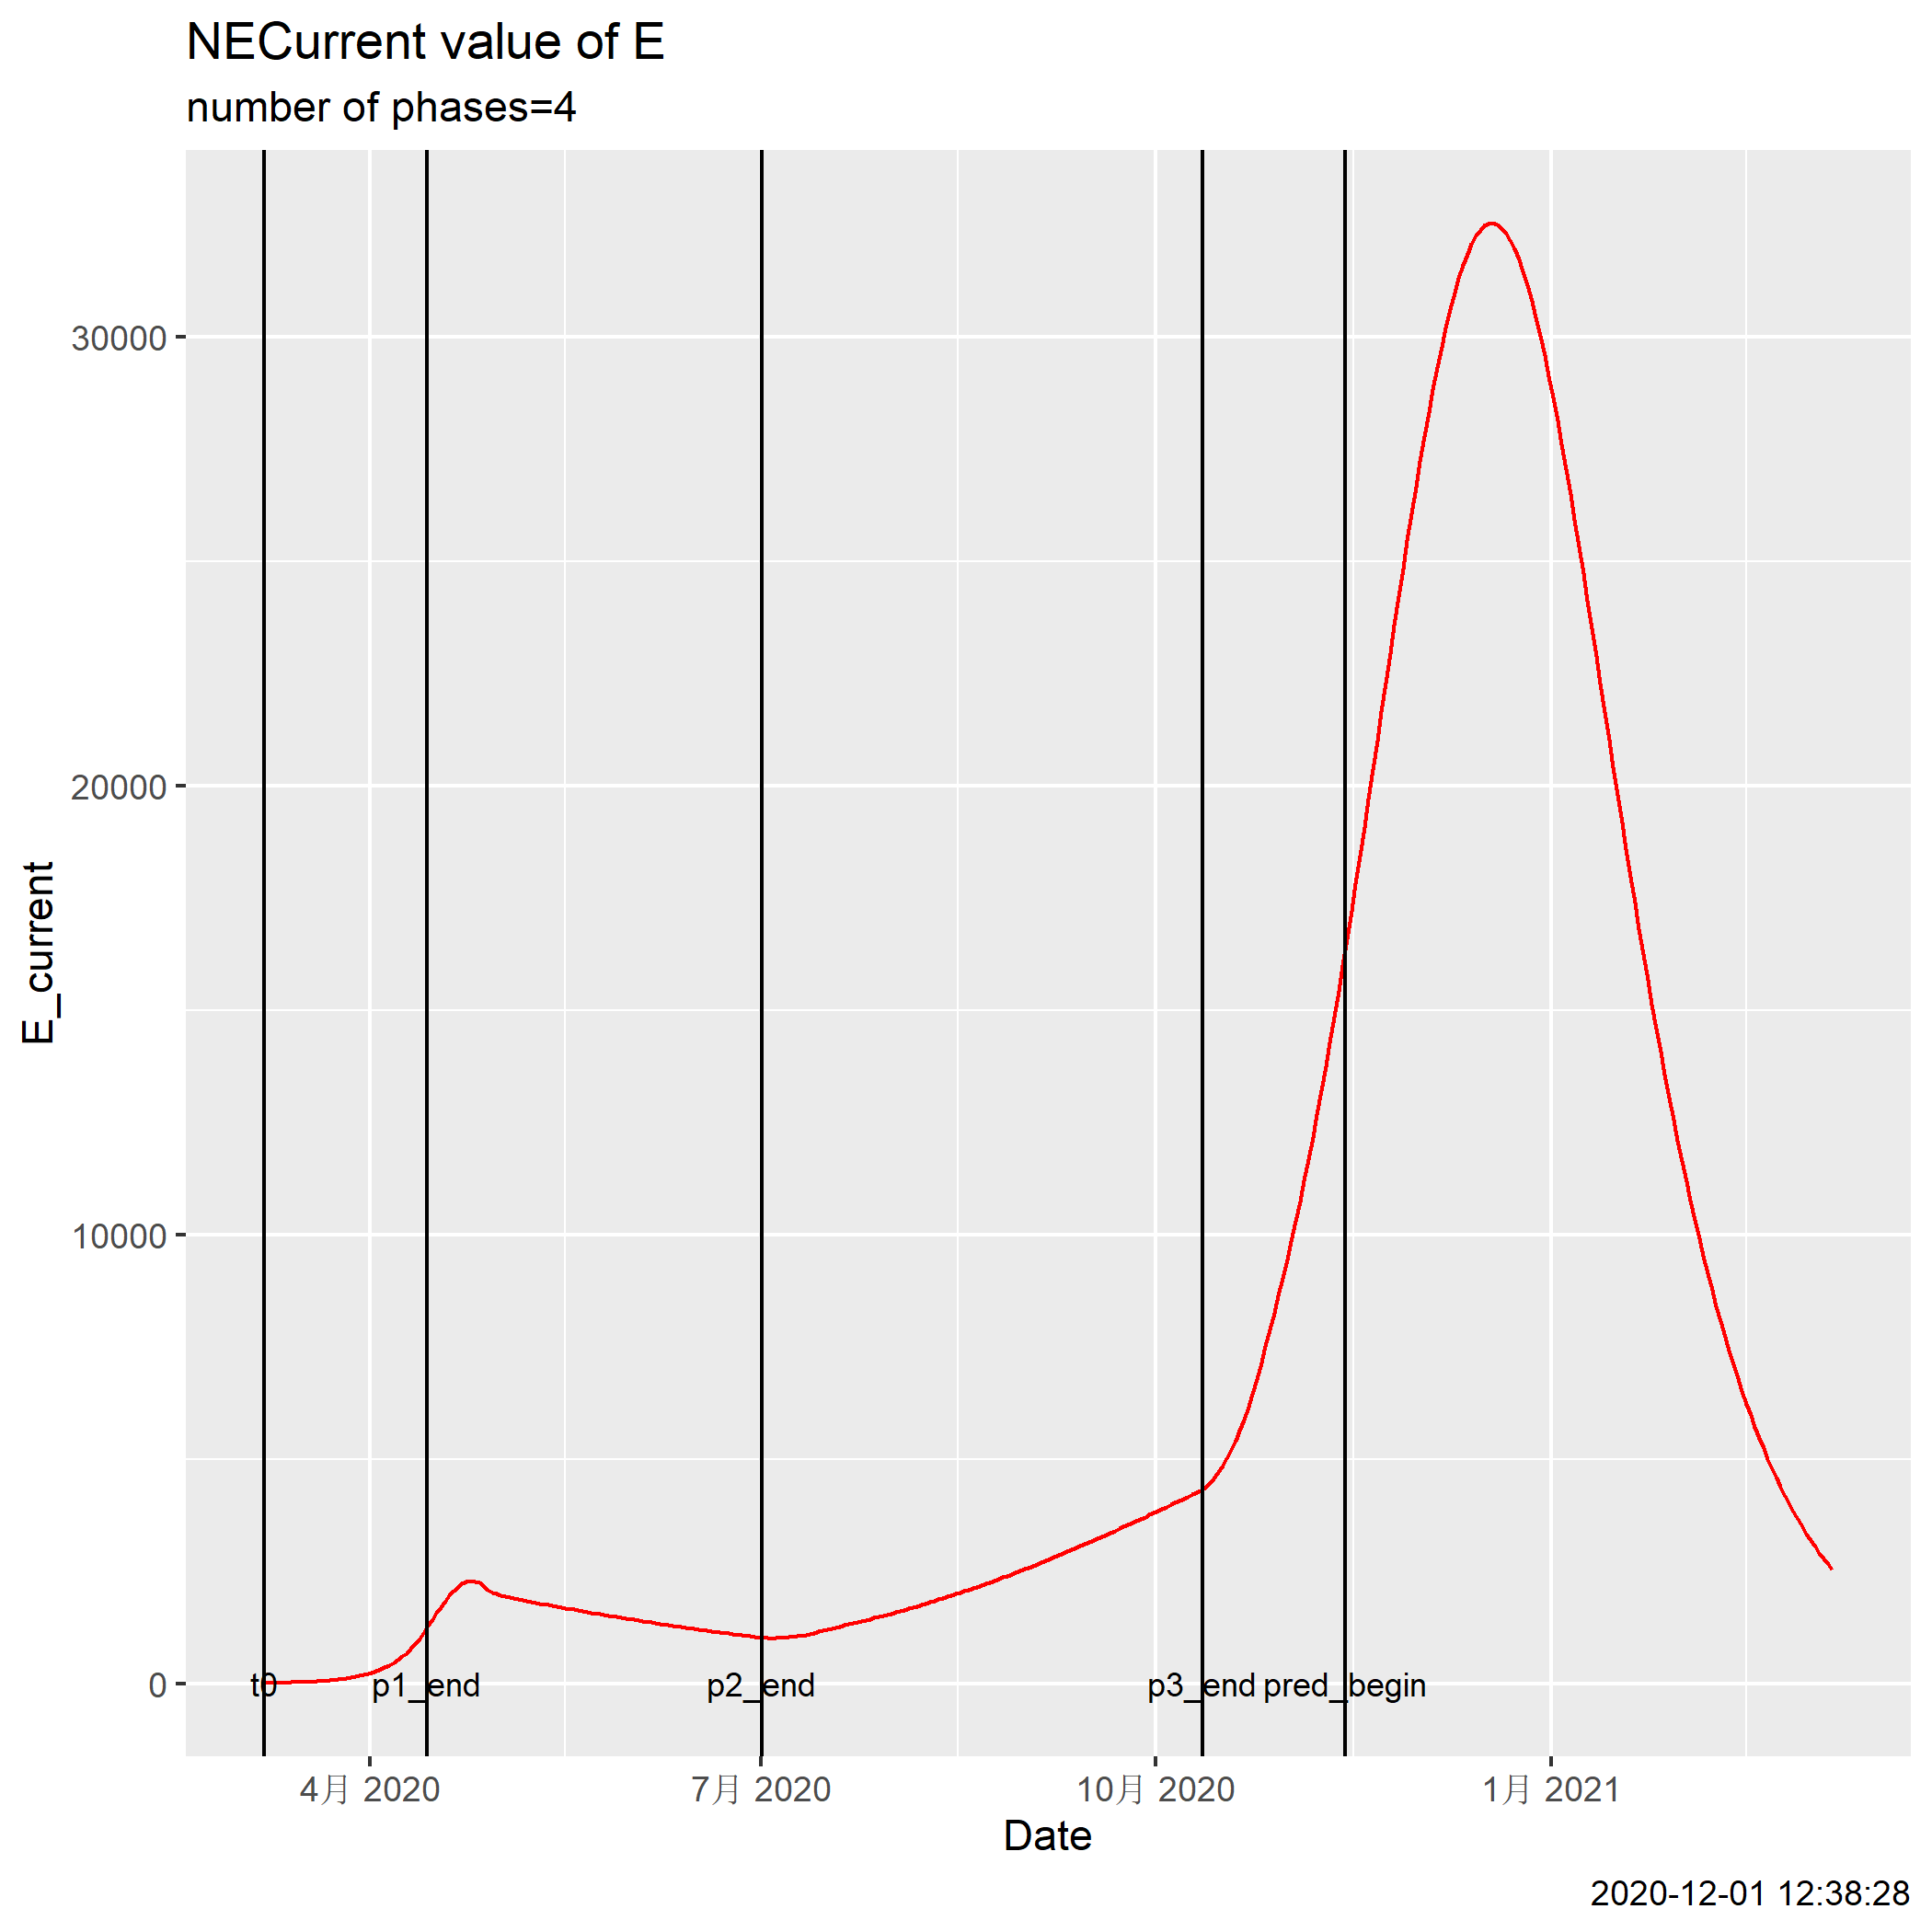 NECurrent value of E
number of phases=4
E_current
30000
20000
10000
0
t0
p1_end
p2_end
p3_end
pred_begin
4月 2020
7月 2020
10月 2020
1月 2021
Date
2020-12-01 12:38:28